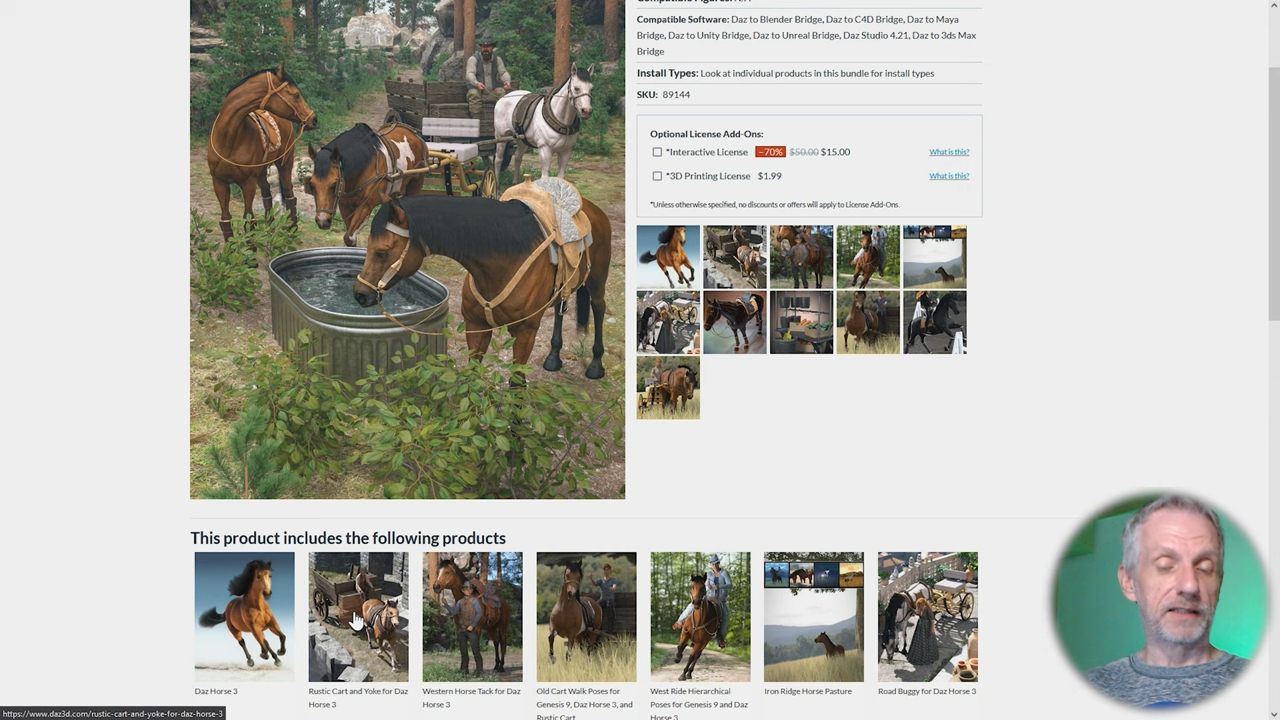 Compatible Software: Daz to Blender Bridge, Daz to C4D Bridge, Daz to Maya
Bridge, Daz to Unity Bridge, Daz to Unreal Bridge, Daz Studio 4.21, Daz to 3ds Max
Bridge
Install Types: Look at individual products in this bundle for install types
SKU: 89144
Optional License Add-Ons:
*Interactive License -70% $50.00 $15.00 What is this?
*3D Printing License $1.99 What is this?
*Unless otherwise specified, no discounts or offers will apply to License Add-Ons.
This product includes the following products
Daz Horse 3
Rustic Cart and Yoke for Daz
Horse 3
Western Horse Tack for Daz
Horse 3
Old Cart Walk Poses for
Genesis 9, Daz Horse 3, and
Rustic Cart
West Ride Hierarchical
Poses for Genesis 9 and Daz
Horse 3
Iron Ridge Horse Pasture
Road Buggy for Daz Horse 3
https://www.daz3d.com/rustic-cart-and-yoke-for-daz-horse-3